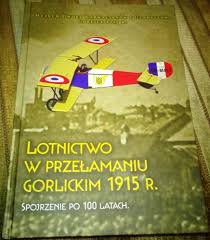 LOTNICTWO
W PRZEŁAMANIU
GORLICKIM 1915 R.
SPOJRZENIE PO 100 LATACH.